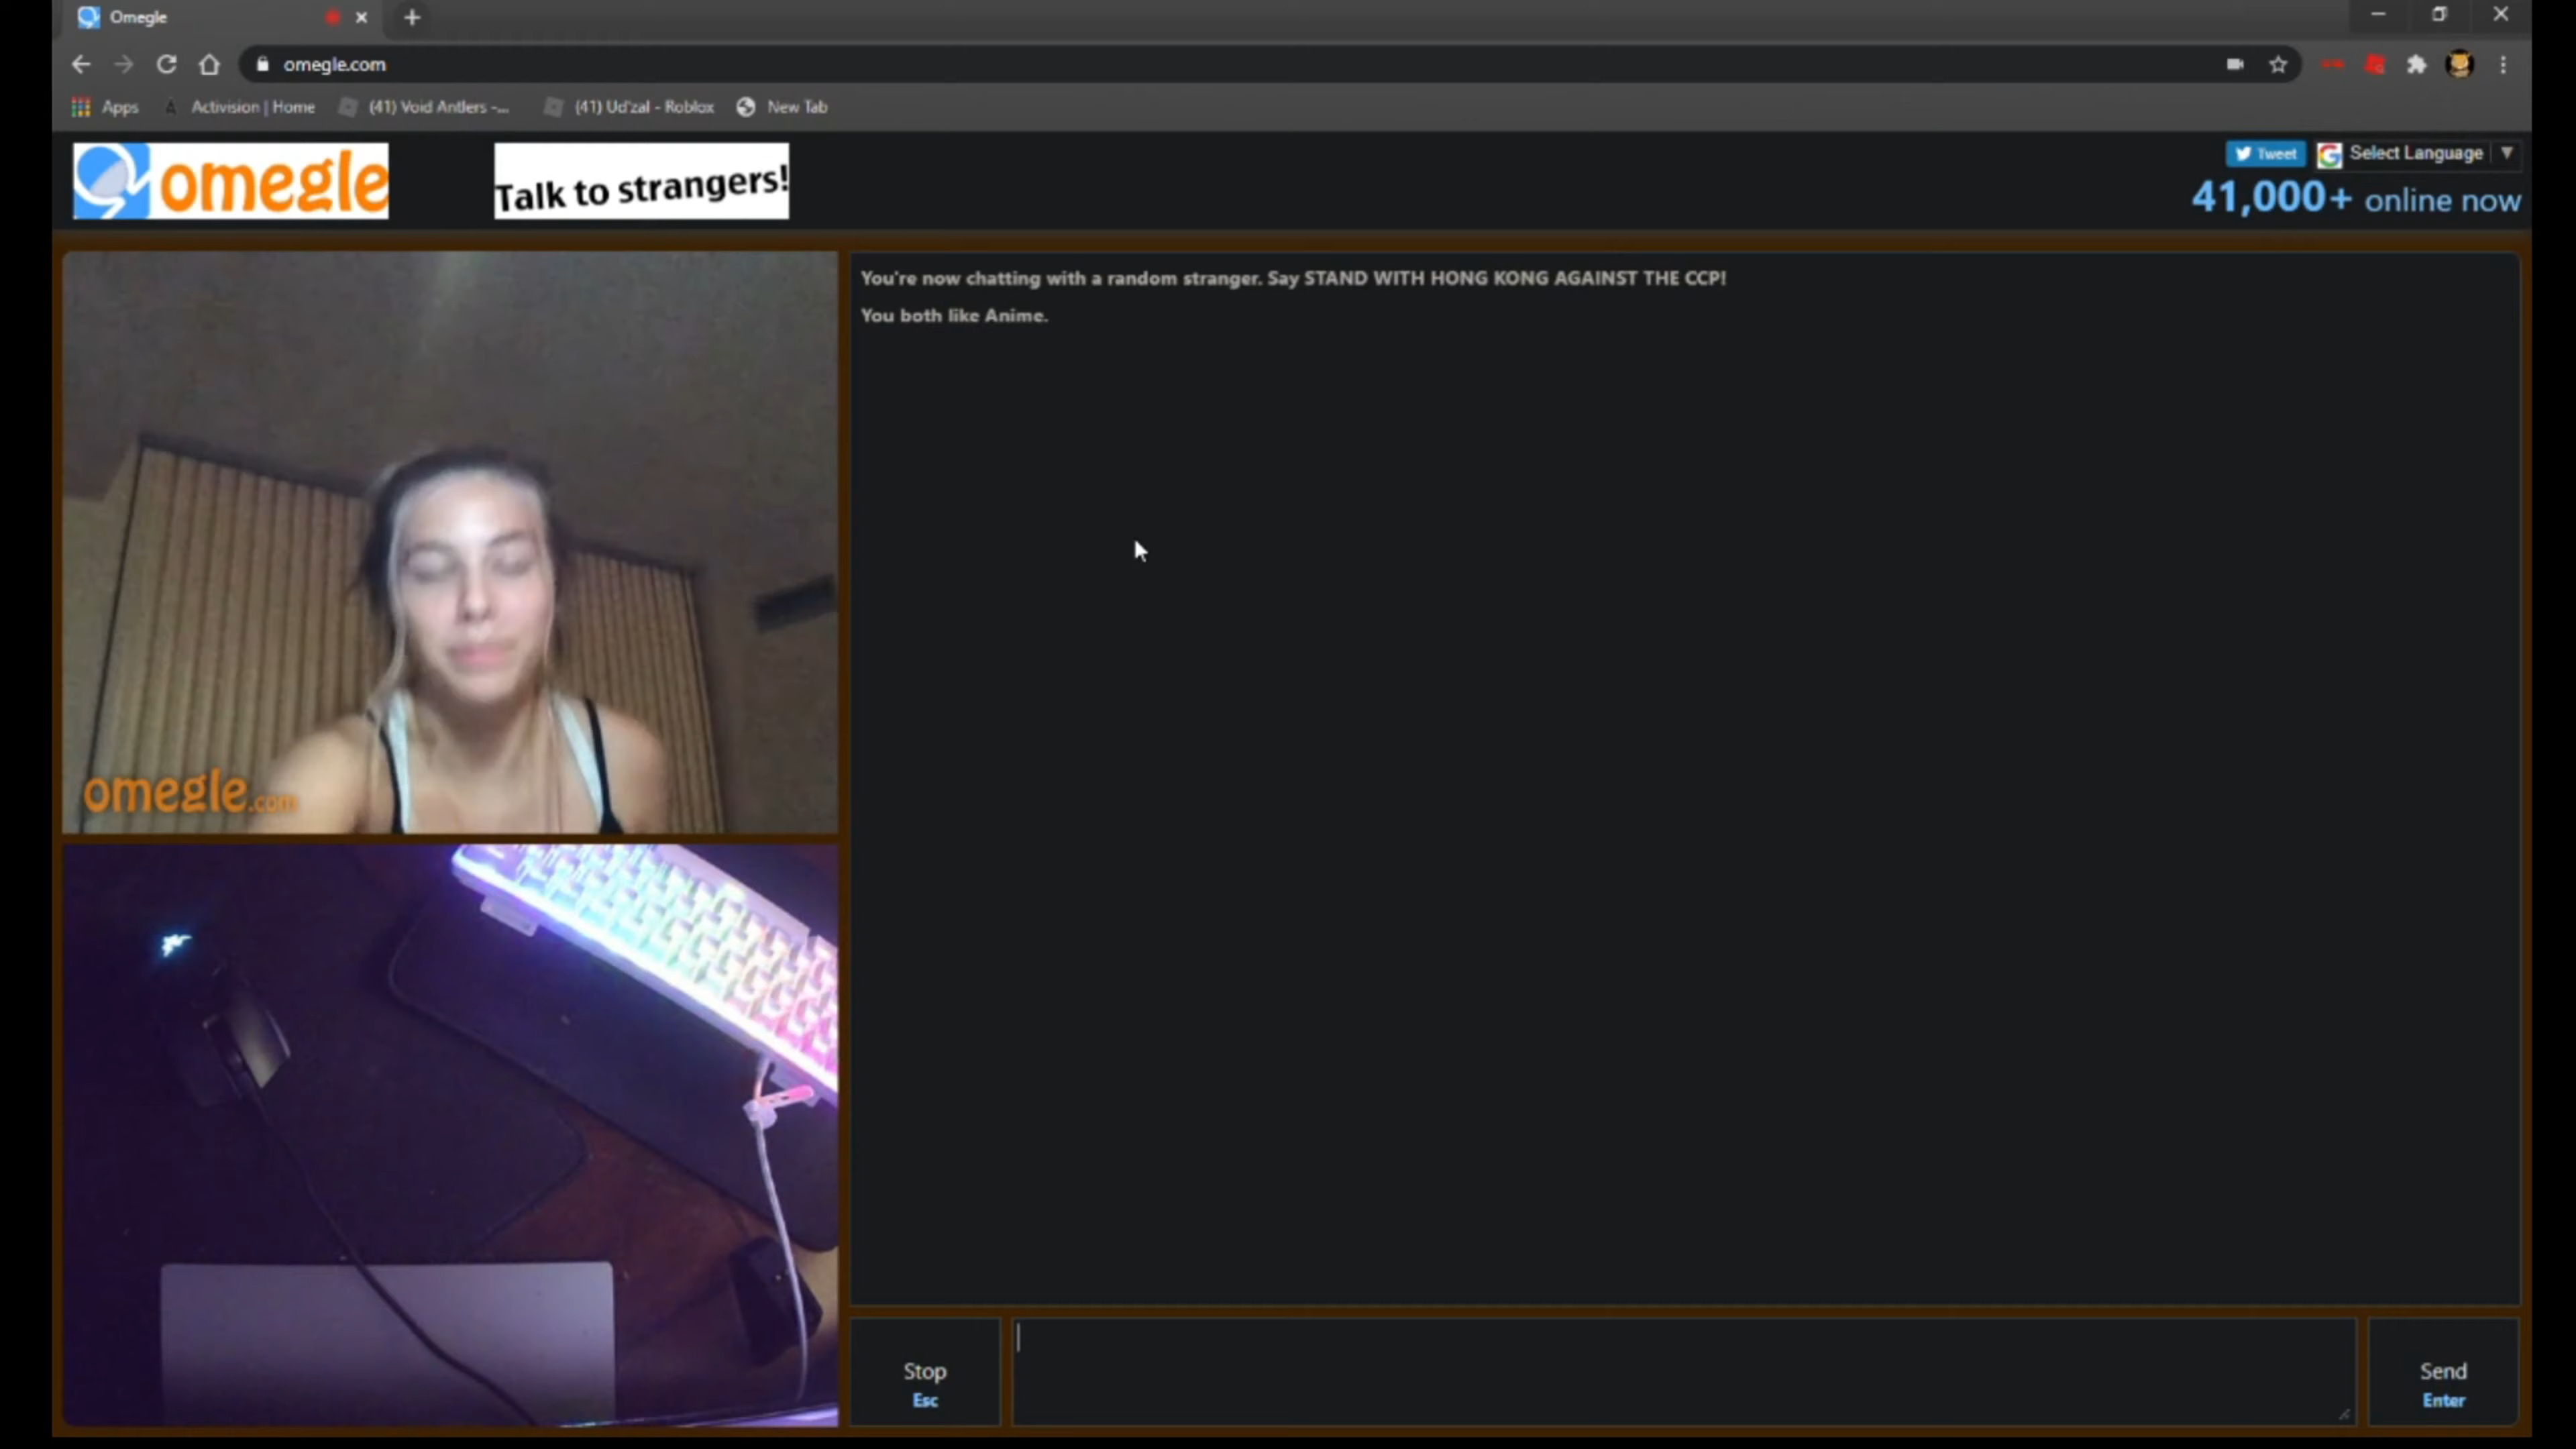 Omegle
omegle.com
Apps
Activision | Home
(41) Void Antlers -...
(41) Ud'zal - Roblox
New Tab
omegle
Talk to strangers!
Tweet
Select Language
41,000+ online now
You're now chatting with a random stranger. Say STAND WITH HONG KONG AGAINST THE CCP!
You both like Anime.
omegle.com
Stop
Esc
Send
Enter